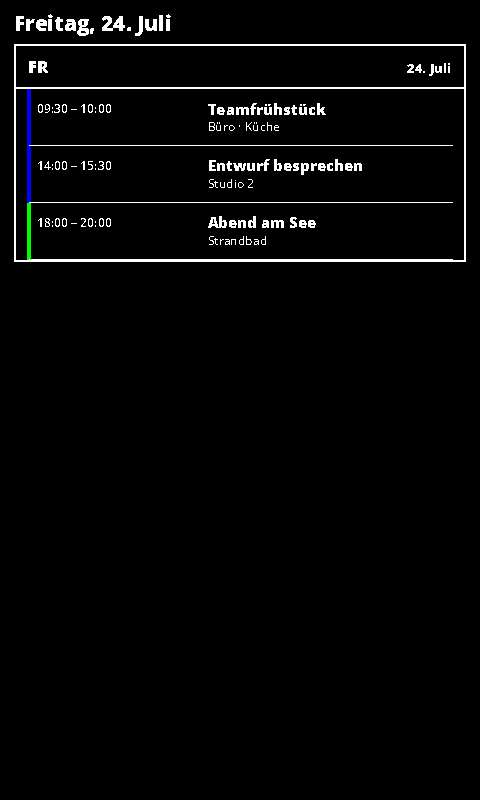 Freitag, 24. Juli
FR 24. Juli
09:30 – 10:00 Teamfrühstück
Büro · Küche
14:00 – 15:30 Entwurf besprechen
Studio 2
18:00 – 20:00 Abend am See
Strandbad